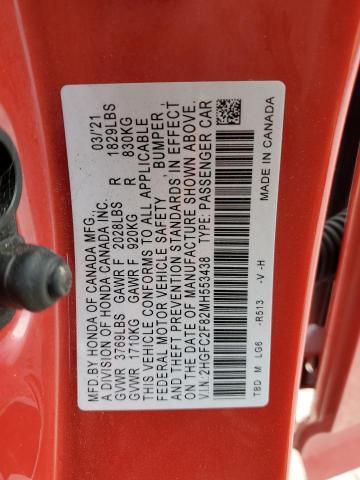 MFD. BY HONDA OF CANADA MFG., 03/'21
A DIVISION OF HONDA CANADA INC.
GVWR 3769LBS GAWR F 2028LBS R 1829LBS
GVWR 1710KG GAWR F 920KG R 830KG
THIS VEHICLE CONFORMS TO ALL APPLICABLE
FEDERAL MOTOR VEHICLE SAFETY, BUMPER,
AND THEFT PREVENTION STANDARDS IN EFFECT
ON THE DATE OF MANUFACTURE SHOWN ABOVE.
V.I.N.:2HGFC2F82MH553438 TYPE: PASSENGER CAR
TBD M LG6 -R513 -V -H MADE IN CANADA